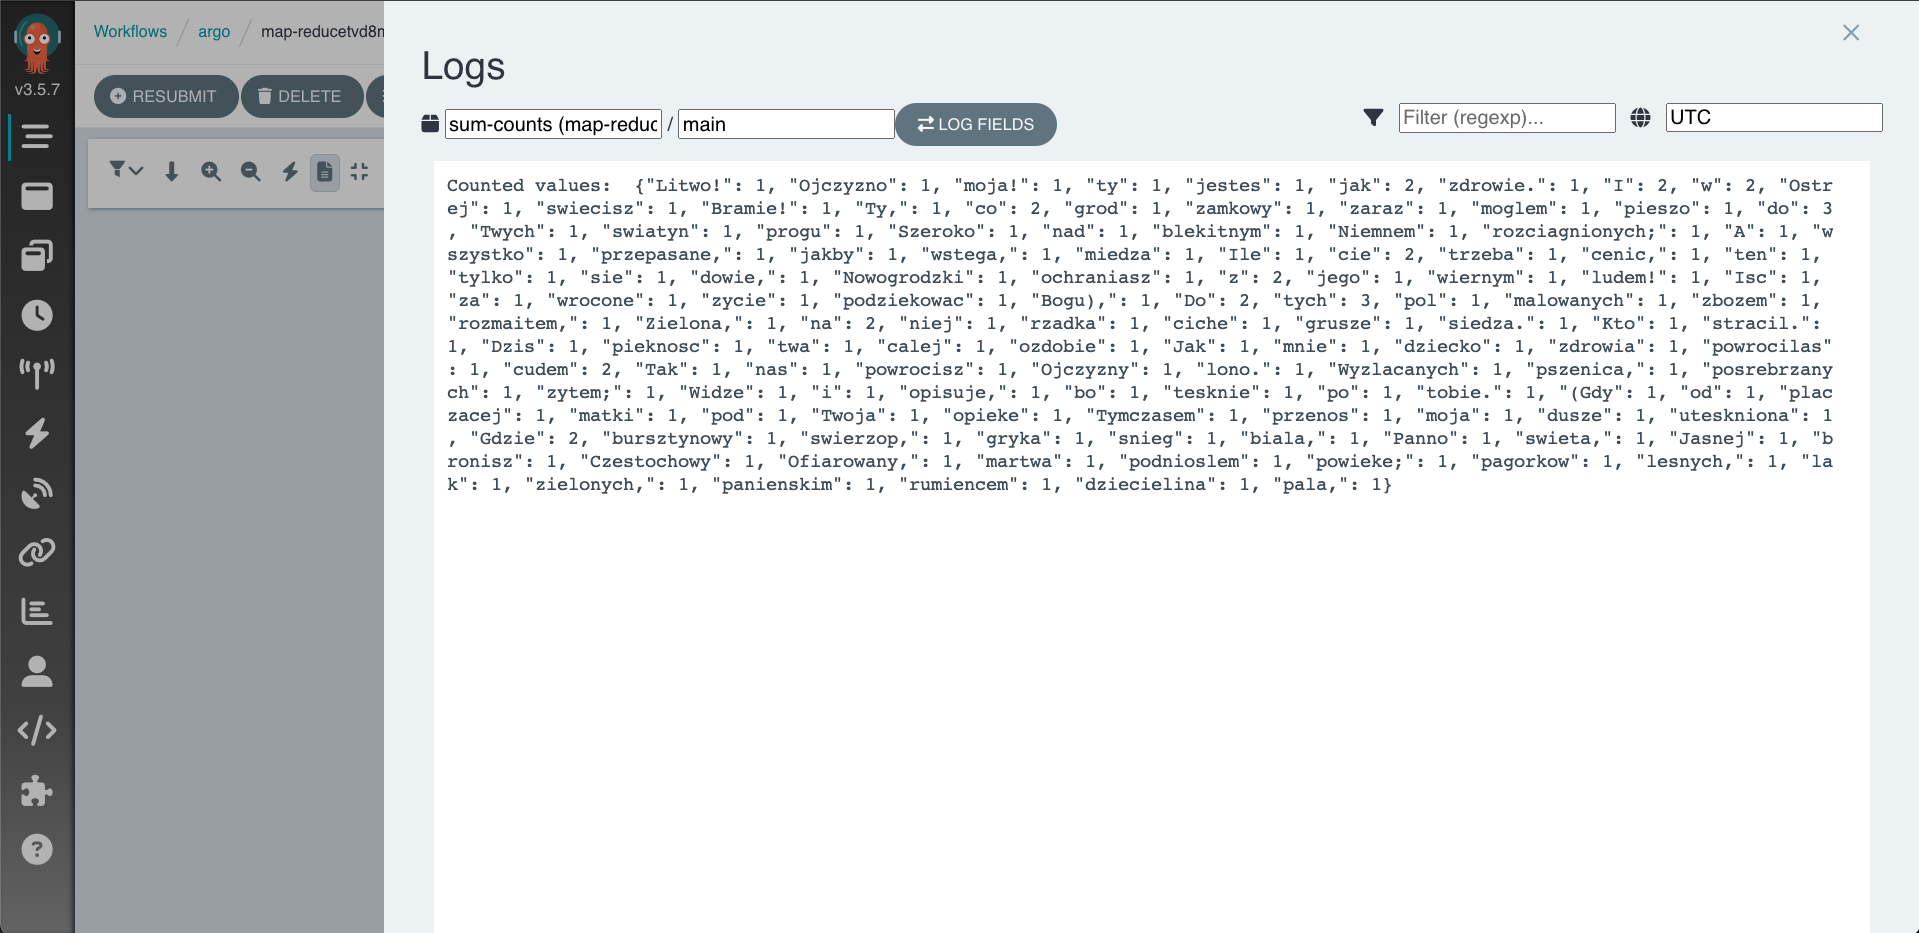 v3.5.7
Workflows / argo / map-reducetvd8n
RESUBMIT DELETE
Logs
sum-counts (map-reduc / main LOG FIELDS Filter (regexp)... UTC
Counted values:  {"Litwo!": 1, "Ojczyzno": 1, "moja!": 1, "ty": 1, "jestes": 1, "jak": 2, "zdrowie.": 1, "I": 2, "w": 2, "Ostr
ej": 1, "swiecisz": 1, "Bramie!": 1, "Ty,": 1, "co": 2, "grod": 1, "zamkowy": 1, "zaraz": 1, "moglem": 1, "pieszo": 1, "do": 3
, "Twych": 1, "swiatyn": 1, "progu": 1, "Szeroko": 1, "nad": 1, "blekitnym": 1, "Niemnem": 1, "rozciagnionych;": 1, "A": 1, "w
szystko": 1, "przepasane,": 1, "jakby": 1, "wstega,": 1, "miedza": 1, "Ile": 1, "cie": 2, "trzeba": 1, "cenic,": 1, "ten": 1,
"tylko": 1, "sie": 1, "dowie,": 1, "Nowogrodzki": 1, "ochraniasz": 1, "z": 2, "jego": 1, "wiernym": 1, "ludem!": 1, "Isc": 1,
"za": 1, "wrocone": 1, "zycie": 1, "podziekowac": 1, "Bogu),": 1, "Do": 2, "tych": 3, "pol": 1, "malowanych": 1, "zbozem": 1,
"rozmaitem,": 1, "Zielona,": 1, "na": 2, "niej": 1, "rzadka": 1, "ciche": 1, "grusze": 1, "siedza.": 1, "Kto": 1, "stracil.":
1, "Dzis": 1, "pieknosc": 1, "twa": 1, "calej": 1, "ozdobie": 1, "Jak": 1, "mnie": 1, "dziecko": 1, "zdrowia": 1, "powrocilas"
: 1, "cudem": 2, "Tak": 1, "nas": 1, "powrocisz": 1, "Ojczyzny": 1, "lono.": 1, "Wyzlacanych": 1, "pszenica,": 1, "posrebrzany
ch": 1, "zytem;": 1, "Widze": 1, "i": 1, "opisuje,": 1, "bo": 1, "tesknie": 1, "po": 1, "tobie.": 1, "(Gdy": 1, "od": 1, "plac
zacej": 1, "matki": 1, "pod": 1, "Twoja": 1, "opieke": 1, "Tymczasem": 1, "przenos": 1, "moja": 1, "dusze": 1, "uteskniona": 1
, "Gdzie": 2, "bursztynowy": 1, "swierzop,": 1, "gryka": 1, "snieg": 1, "biala,": 1, "Panno": 1, "swieta,": 1, "Jasnej": 1, "b
ronisz": 1, "Czestochowy": 1, "Ofiarowany,": 1, "martwa": 1, "podnioslem": 1, "powieke;": 1, "pagorkow": 1, "lesnych,": 1, "la
k": 1, "zielonych,": 1, "panienskim": 1, "rumiencem": 1, "dziecielina": 1, "pala,": 1}